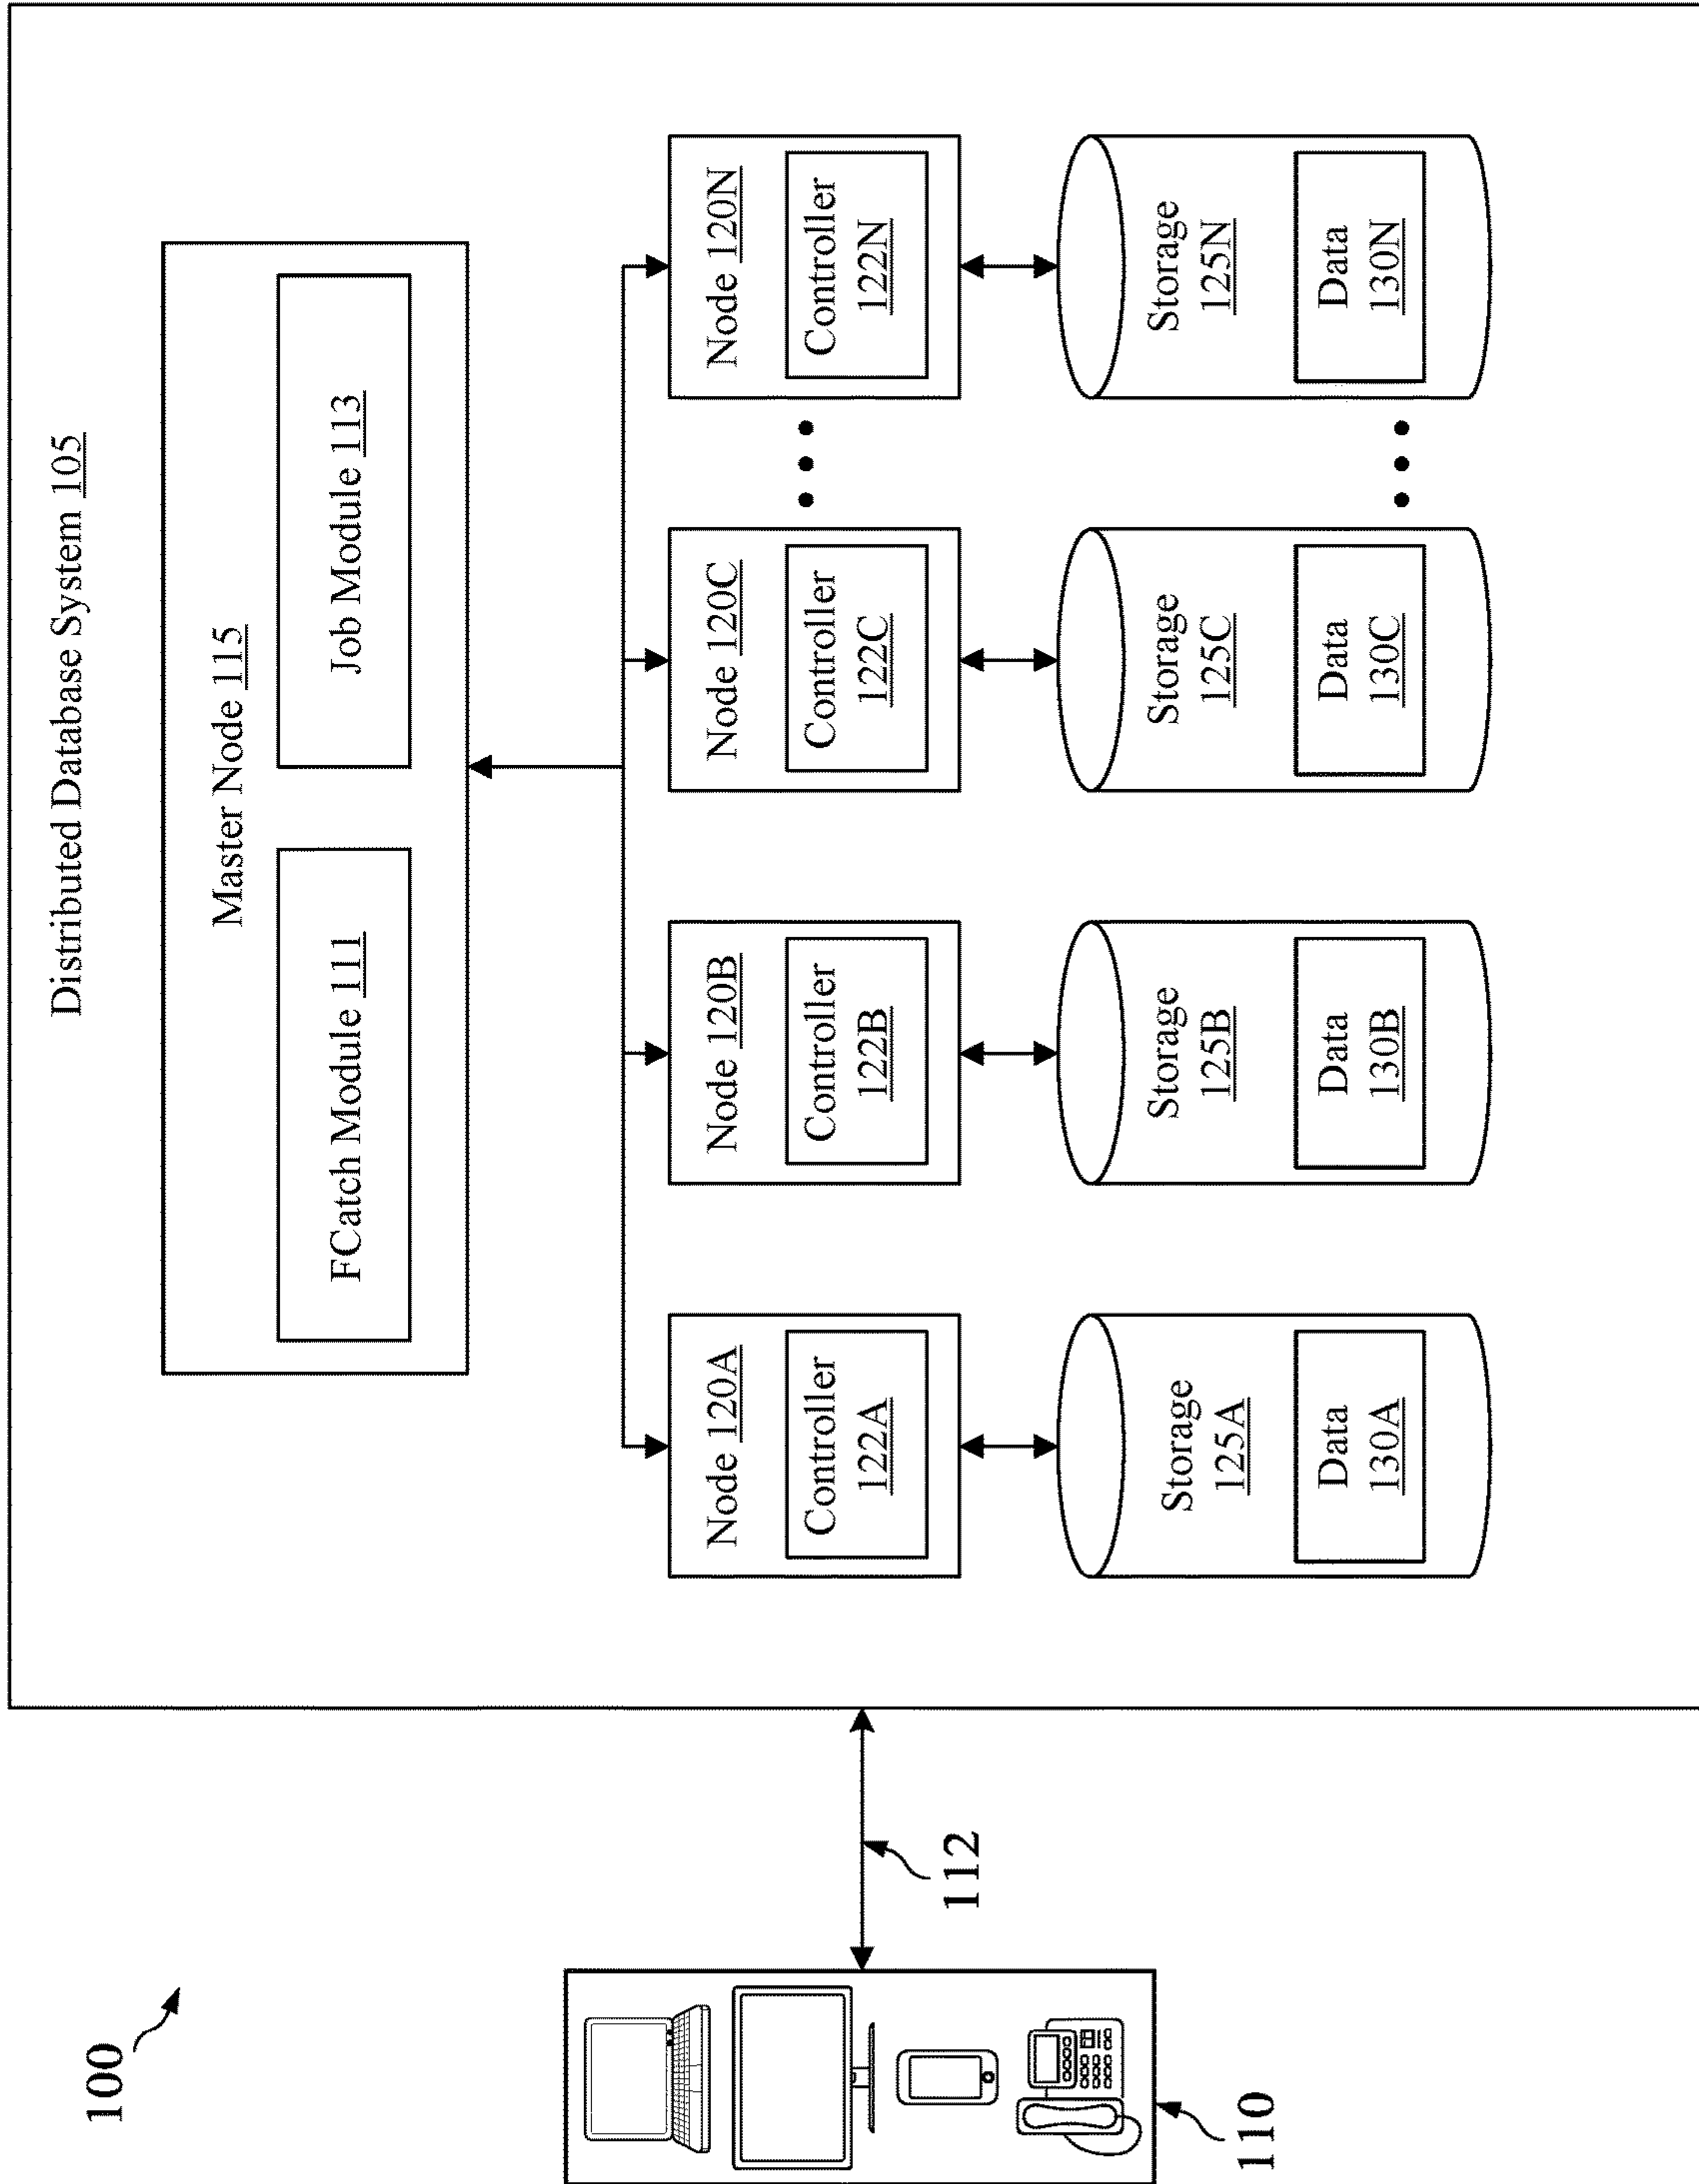 100
Distributed Database System 105
Master Node 115
FCatch Module 111
Job Module 113
110
112
Node 120A
Controller
122A
Node 120B
Controller
122B
Node 120C
Controller
122C
Node 120N
Controller
122N
Storage
125A
Data
130A
Storage
125B
Data
130B
Storage
125C
Data
130C
Storage
125N
Data
130N